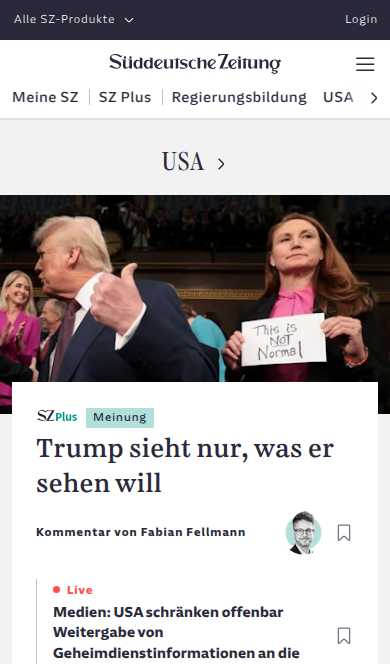 Alle SZ-Produkte
Login
Süddeutsche Zeitung
Meine SZ
SZ Plus
Regierungsbildung
USA
USA
This is
NOT
Normal
SZ Plus
Meinung
Trump sieht nur, was er
sehen will
Kommentar von Fabian Fellmann
Live
Medien: USA schränken offenbar
Weitergabe von
Geheimdienstinformationen an die